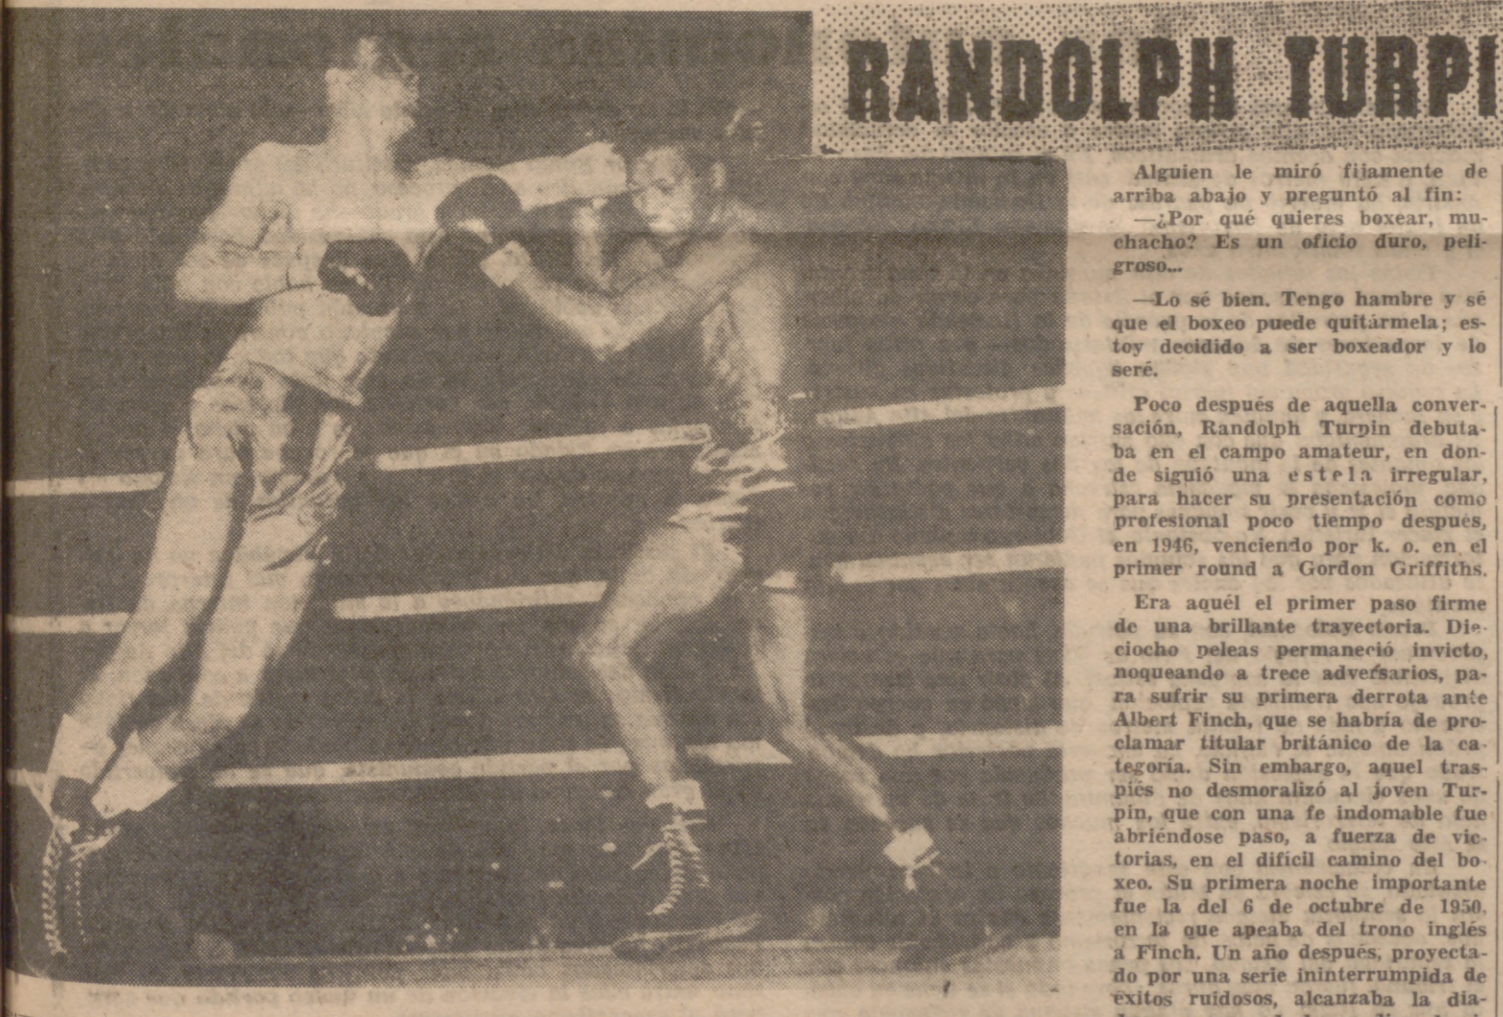 RANDOLPH TURPI
Alguien le miró fijamente de
arriba abajo y preguntó al fin:
—¿Por qué quieres boxear, mu-
chacho? Es un oficio duro, peli-
groso...
—Lo sé bien. Tengo hambre y sé
que el boxeo puede quitármela; es-
toy decidido a ser boxeador y lo
seré.
Poco después de aquella conver-
sación, Randolph Turpin debuta-
ba en el campo amateur, en don-
de siguió una estela irregular,
para hacer su presentación como
profesional poco tiempo después,
en 1946, venciendo por k. o. en el
primer round a Gordon Griffiths.
Era aquél el primer paso firme
de una brillante trayectoria. Die-
ciocho peleas permaneció invicto,
noqueando a trece adversarios, pa-
ra sufrir su primera derrota ante
Albert Finch, que se habría de pro-
clamar titular británico de la ca-
tegoría. Sin embargo, aquel tras-
piés no desmoralizó al joven Tur-
pin, que con una fe indomable fue
abriéndose paso, a fuerza de vic-
torias, en el difícil camino del bo-
xeo. Su primera noche importante
fue la del 6 de octubre de 1950,
en la que apeaba del trono inglés
a Finch. Un año después, proyecta-
do por una serie ininterrumpida de
éxitos ruidosos, alcanzaba la dia-